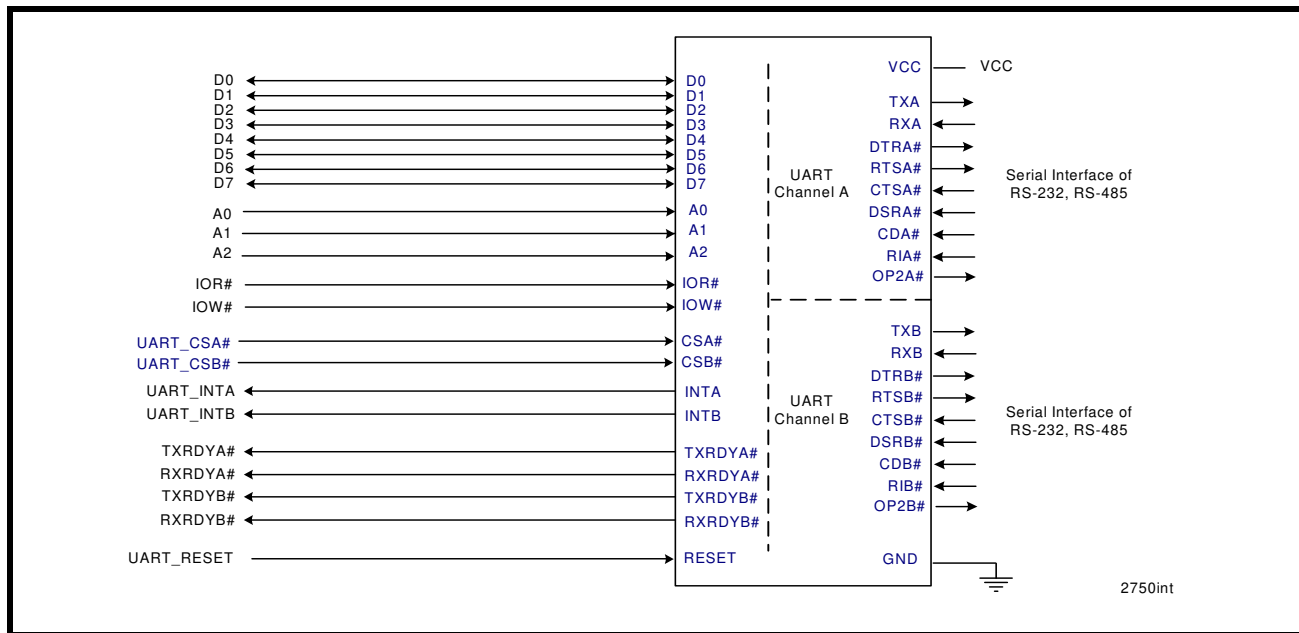 D0
D1
D2
D3
D4
D5
D6
D7
A0
A1
A2
IOR#
IOW#
UART_CSA#
UART_CSB#
UART_INTA
UART_INTB
TXRDYA#
RXRDYA#
TXRDYB#
RXRDYB#
UART_RESET
D0
D1
D2
D3
D4
D5
D6
D7
A0
A1
A2
IOR#
IOW#
CSA#
CSB#
INTA
INTB
TXRDYA#
RXRDYA#
TXRDYB#
RXRDYB#
RESET
UART
Channel A
UART
Channel B
VCC
TXA
RXA
DTRA#
RTSA#
CTSA#
DSRA#
CDA#
RIA#
OP2A#
TXB
RXB
DTRB#
RTSB#
CTSB#
DSRB#
CDB#
RIB#
OP2B#
GND
VCC
Serial Interface of
RS-232, RS-485
Serial Interface of
RS-232, RS-485
2750int